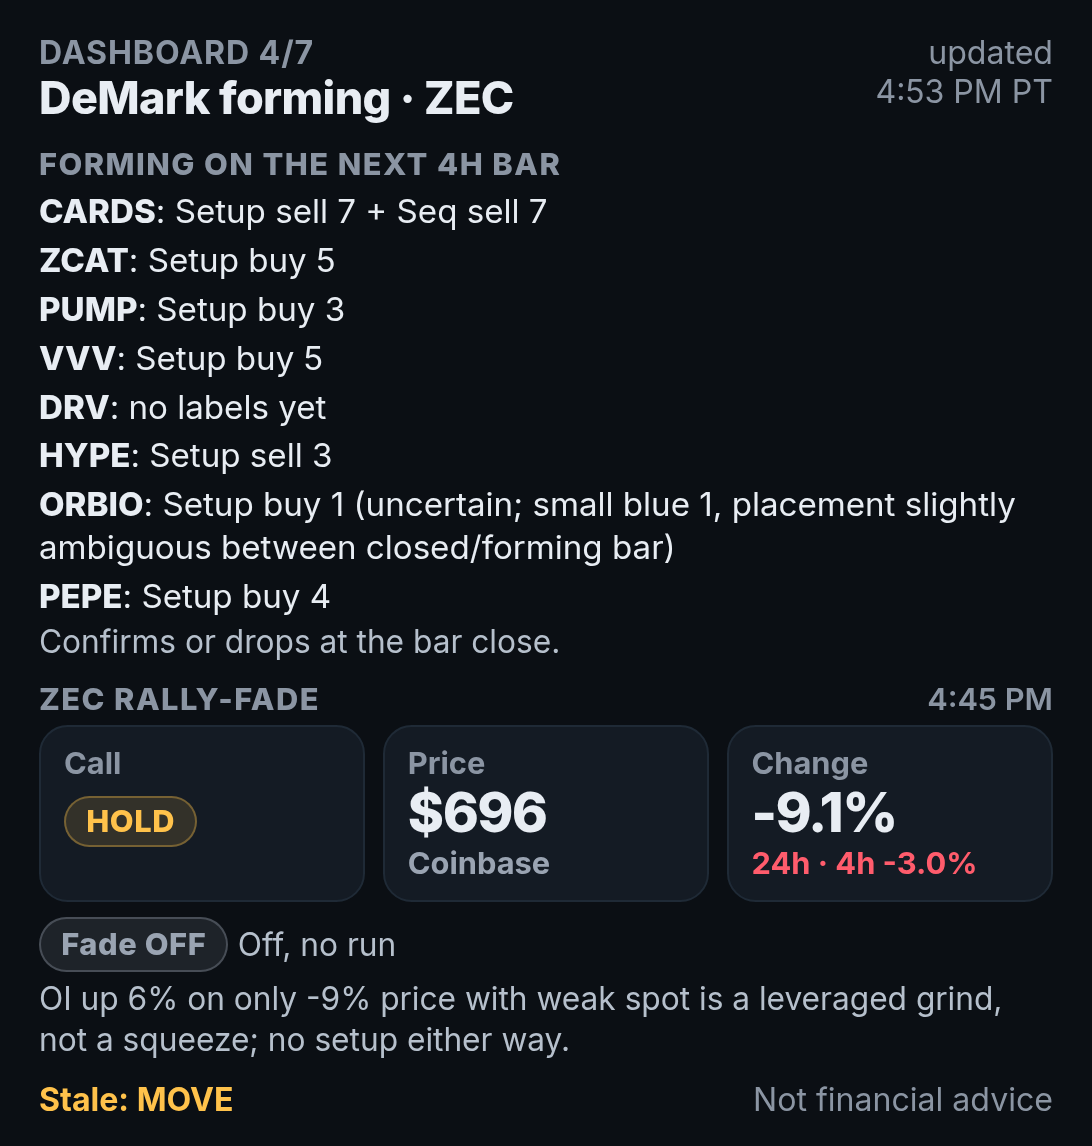 DASHBOARD 4/7
updated
DeMark forming · ZEC
4:53 PM PT
FORMING ON THE NEXT 4H BAR
CARDS: Setup sell 7 + Seq sell 7
ZCAT: Setup buy 5
PUMP: Setup buy 3
VVV: Setup buy 5
DRV: no labels yet
HYPE: Setup sell 3
ORBIO: Setup buy 1 (uncertain; small blue 1, placement slightly
ambiguous between closed/forming bar)
PEPE: Setup buy 4
Confirms or drops at the bar close.
ZEC RALLY-FADE
4:45 PM
Call
HOLD
Price
$696
Coinbase
Change
-9.1%
24h · 4h -3.0%
Fade OFF Off, no run
OI up 6% on only -9% price with weak spot is a leveraged grind,
not a squeeze; no setup either way.
Stale: MOVE
Not financial advice